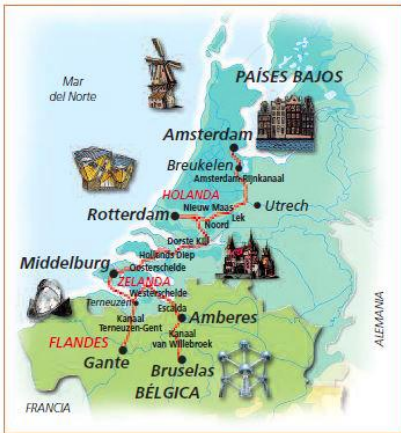 Mar
del Norte
PAÍSES BAJOS
Amsterdam
Breukelen
Amsterdam-Rijnkanaal
HOLANDA
Utrech
Nieuw Maas
Lek
Rotterdam
Noord
Dorste Kil
Hollands Diep
Oosterschelde
Middelburg
ZELANDA
Westerschelde
Terneuzen
Escalda
Amberes
Kanaal
Terneuzen-Gent
Kanaal
van Willebroek
FLANDES
Gante
Bruselas
BÉLGICA
FRANCIA
ALEMANIA